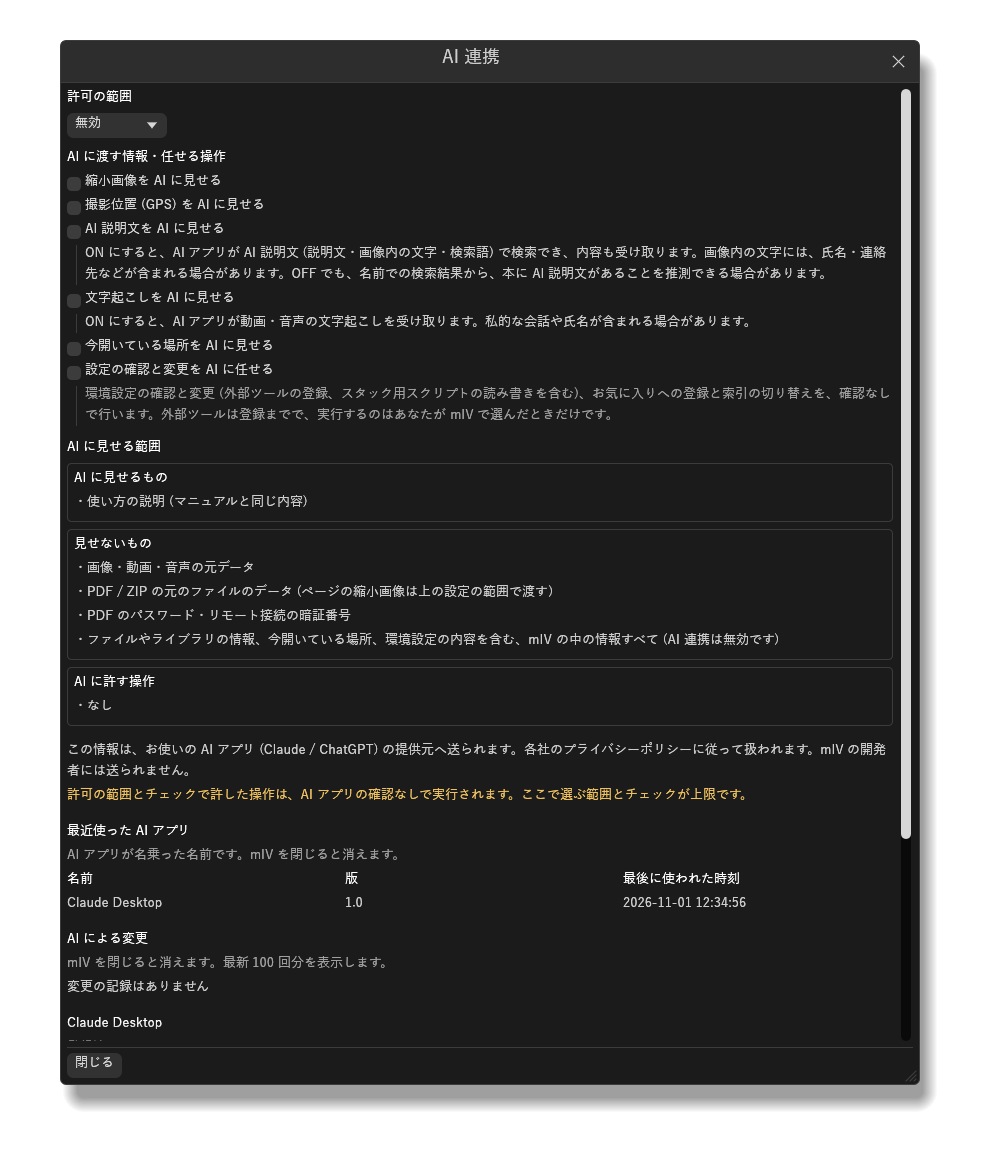 AI 連携
許可の範囲
無効
AI に渡す情報・任せる操作
縮小画像を AI に見せる
撮影位置 (GPS) を AI に見せる
AI 説明文を AI に見せる
ON にすると、AI アプリが AI 説明文 (説明文・画像内の文字・検索語) で検索でき、内容も受け取ります。画像内の文字には、氏名・連絡
先などが含まれる場合があります。OFF でも、名前での検索結果から、本に AI 説明文があることを推測できる場合があります。
文字起こしを AI に見せる
ON にすると、AI アプリが動画・音声の文字起こしを受け取ります。私的な会話や氏名が含まれる場合があります。
今開いている場所を AI に見せる
設定の確認と変更を AI に任せる
環境設定の確認と変更 (外部ツールの登録、スタック用スクリプトの読み書きを含む)、お気に入りへの登録と索引の切り替えを、確認なし
で行います。外部ツールは登録までで、実行するのはあなたが mIV で選んだときだけです。
AI に見せる範囲
AI に見せるもの
・使い方の説明 (マニュアルと同じ内容)
見せないもの
・画像・動画・音声の元データ
・PDF / ZIP の元のファイルのデータ (ページの縮小画像は上の設定の範囲で渡す)
・PDF のパスワード・リモート接続の暗証番号
・ファイルやライブラリの情報、今開いている場所、環境設定の内容を含む、mIV の中の情報すべて (AI 連携は無効です)
AI に許す操作
・なし
この情報は、お使いの AI アプリ (Claude / ChatGPT) の提供元へ送られます。各社のプライバシーポリシーに従って扱われます。mIV の開発
者には送られません。
許可の範囲とチェックで許した操作は、AI アプリの確認なしで実行されます。ここで選ぶ範囲とチェックが上限です。
最近使った AI アプリ
AI アプリが名乗った名前です。mIV を閉じると消えます。
名前 版 最後に使われた時刻
Claude Desktop 1.0 2026-11-01 12:34:56
AI による変更
mIV を閉じると消えます。最新 100 回分を表示します。
変更の記録はありません
Claude Desktop
閉じる